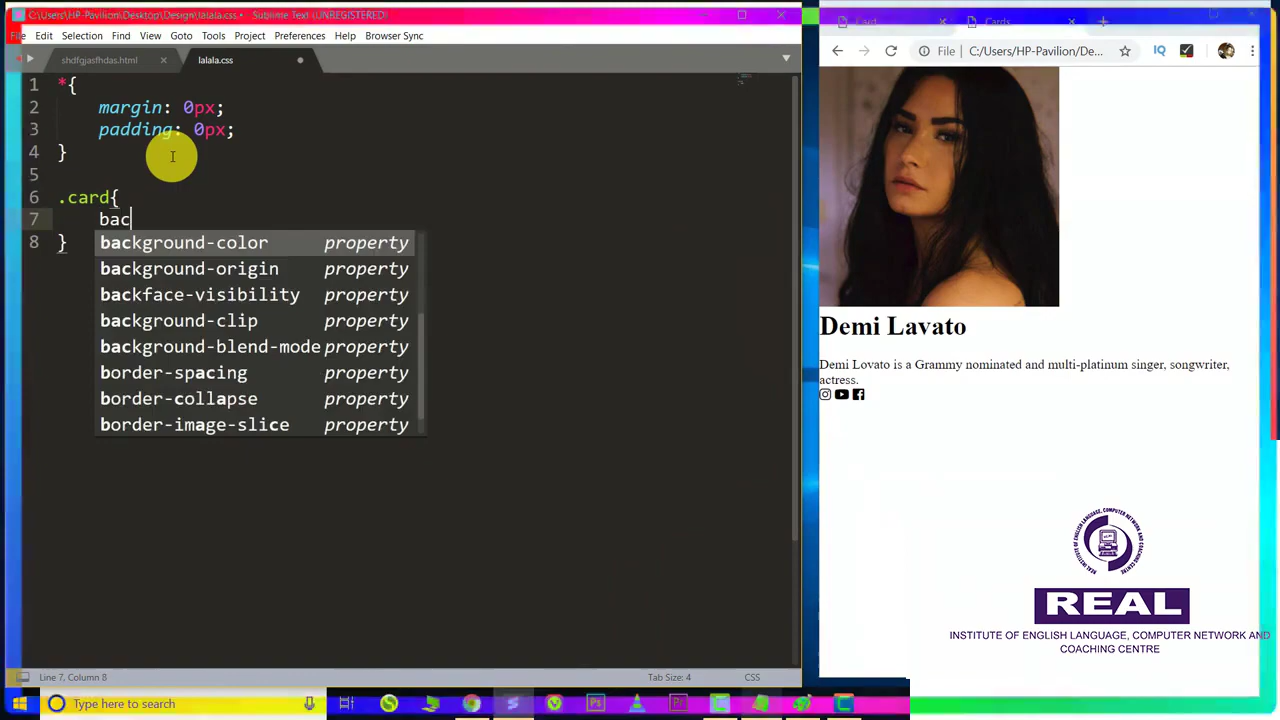 C:\Users\HP-Pavilion\Desktop\Design\lalala.css • - Sublime Text (UNREGISTERED)
File Edit Selection Find View Goto Tools Project Preferences Help Browser Sync
shdfgjasfhdas.html lalala.css
1 *{
2 margin: 0px;
3 padding: 0px;
4 }
5
6 .card{
7 bac
8 }
background-color property
background-origin property
backface-visibility property
background-clip property
background-blend-mode property
border-spacing property
border-collapse property
border-image-slice property
Line 7, Column 8 Tab Size: 4 CSS
Type here to search
Card Cards
File C:/Users/HP-Pavilion/De... IQ
Demi Lavato
Demi Lovato is a Grammy nominated and multi-platinum singer, songwriter,
actress.
REAL
INSTITUTE OF ENGLISH LANGUAGE, COMPUTER NETWORK AND
COACHING CENTRE